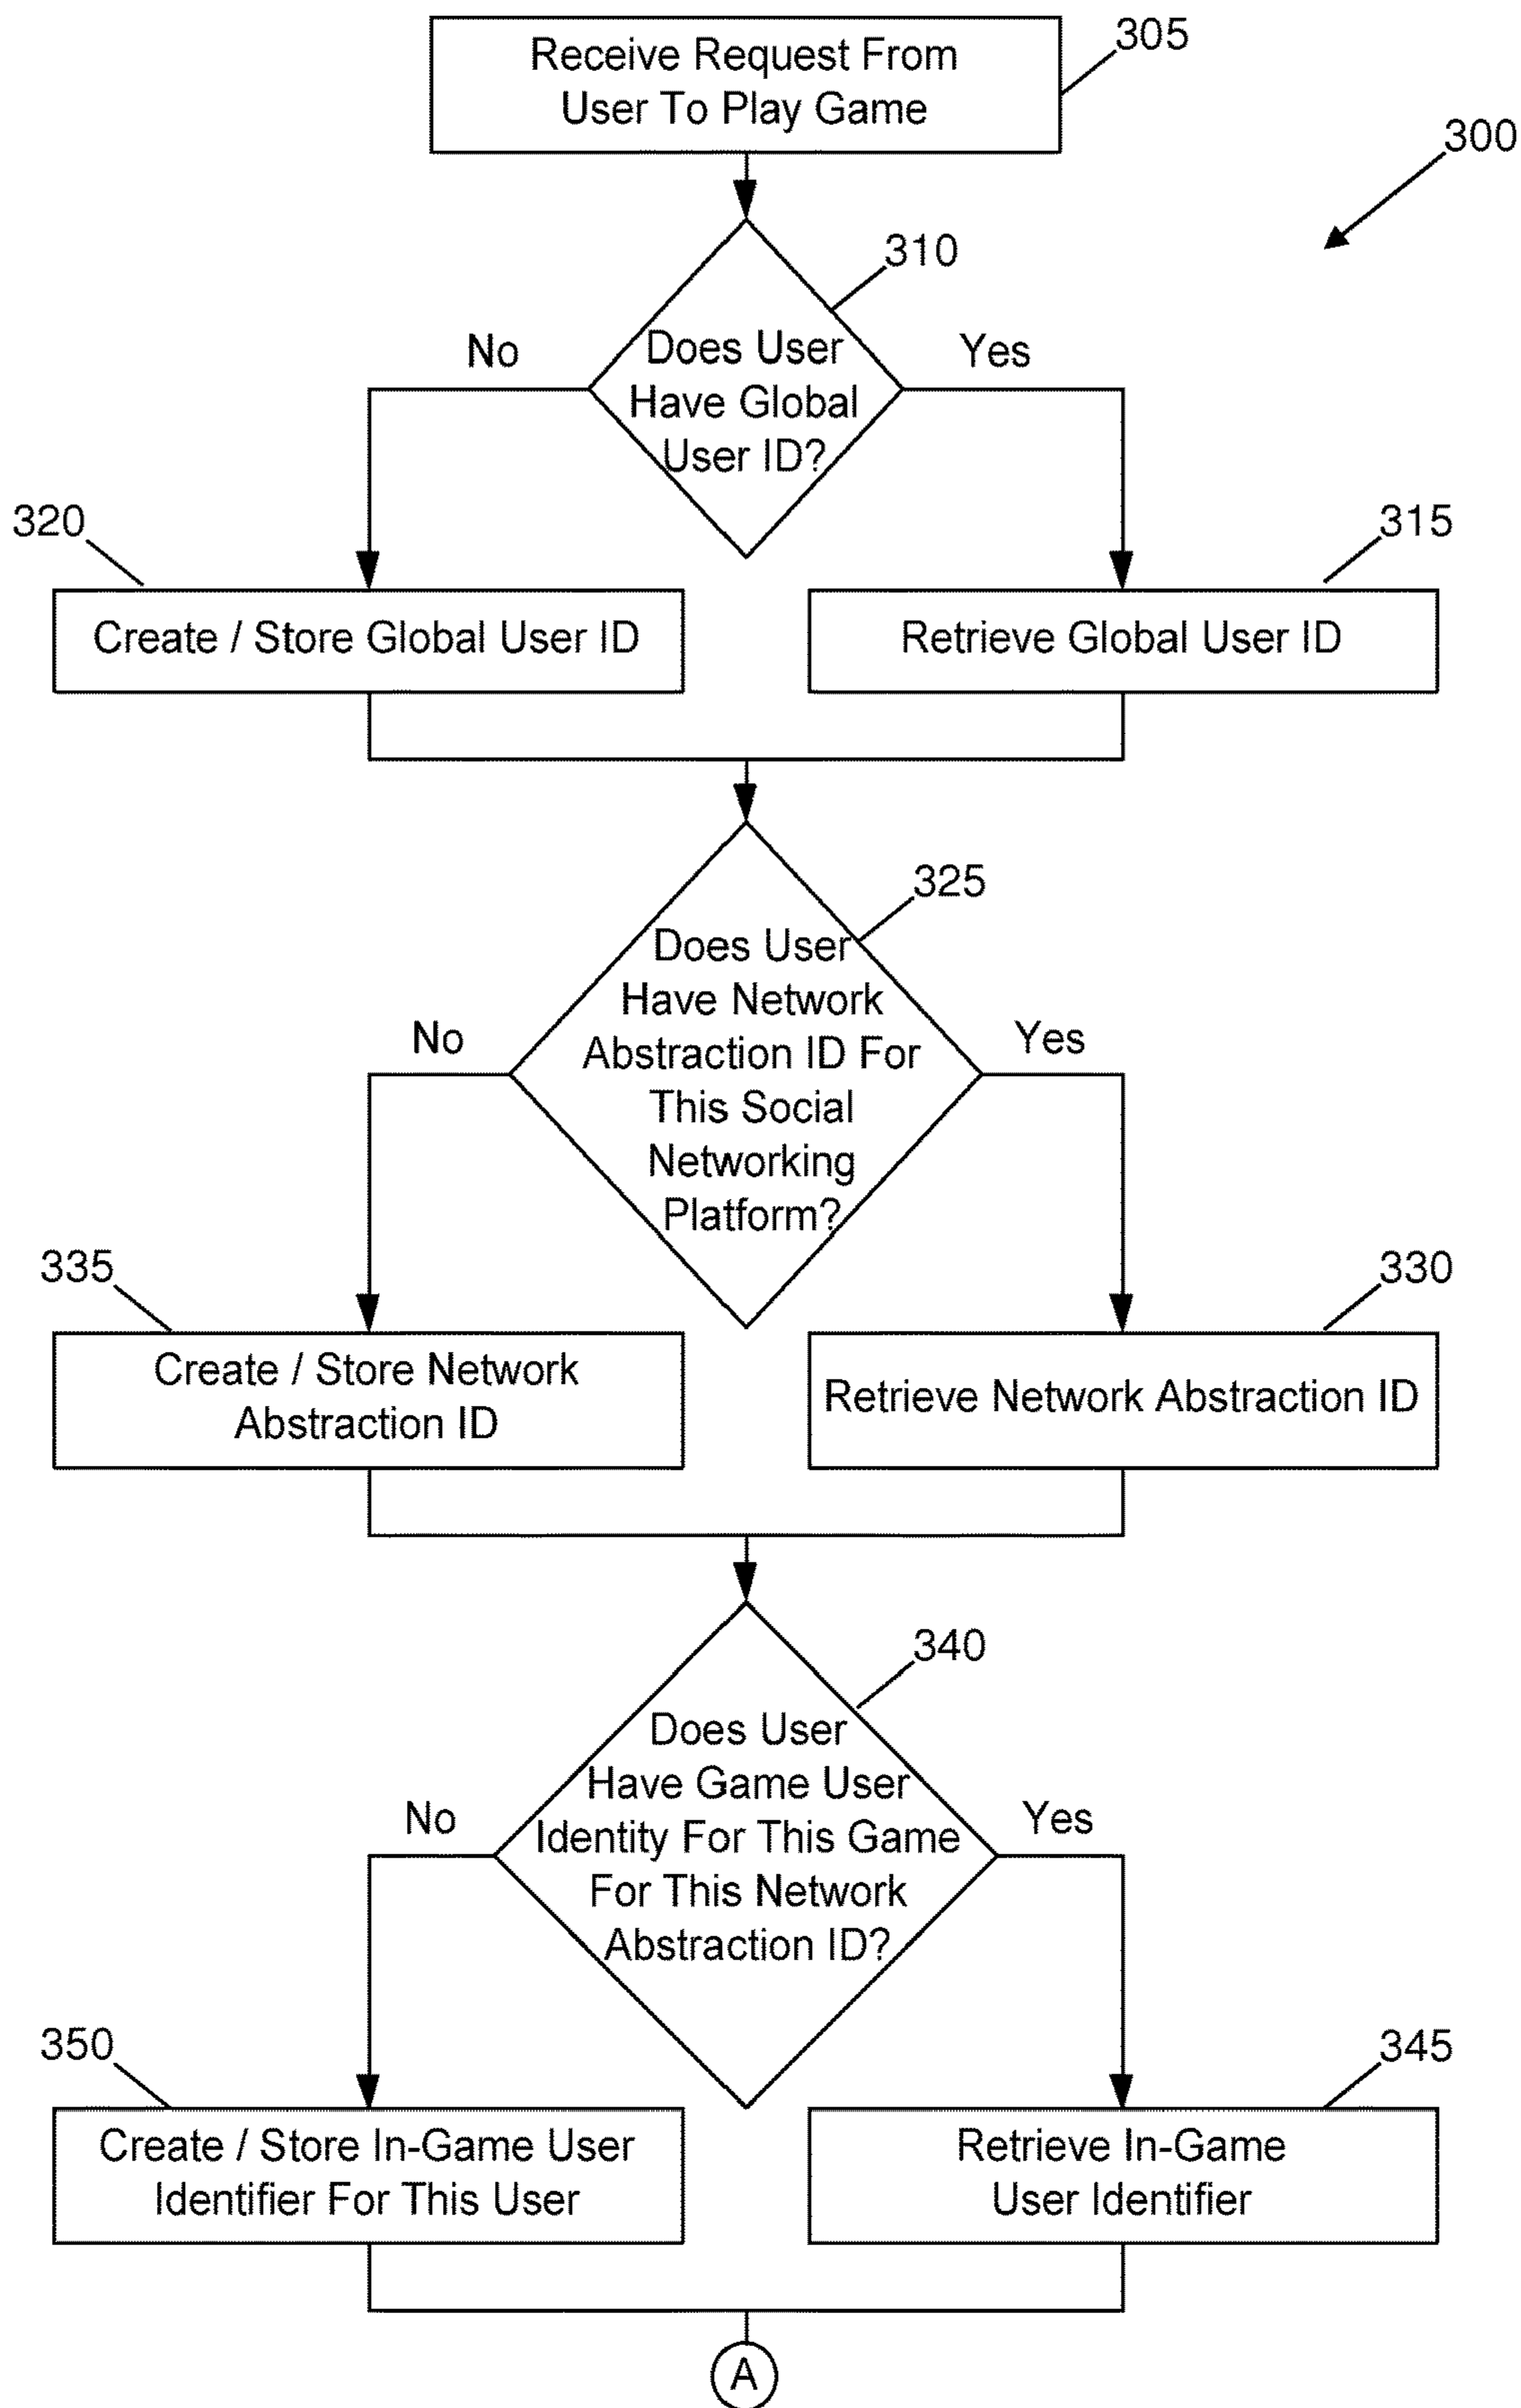 Receive Request From
User To Play Game
305
300
310
Does User
Have Global
User ID?
No
Yes
320
315
Create / Store Global User ID
Retrieve Global User ID
325
Does User
Have Network
Abstraction ID For
This Social
Networking
Platform?
No
Yes
335
330
Create / Store Network
Abstraction ID
Retrieve Network Abstraction ID
340
Does User
Have Game User
Identity For This Game
For This Network
Abstraction ID?
No
Yes
350
345
Create / Store In-Game User
Identifier For This User
Retrieve In-Game
User Identifier
A